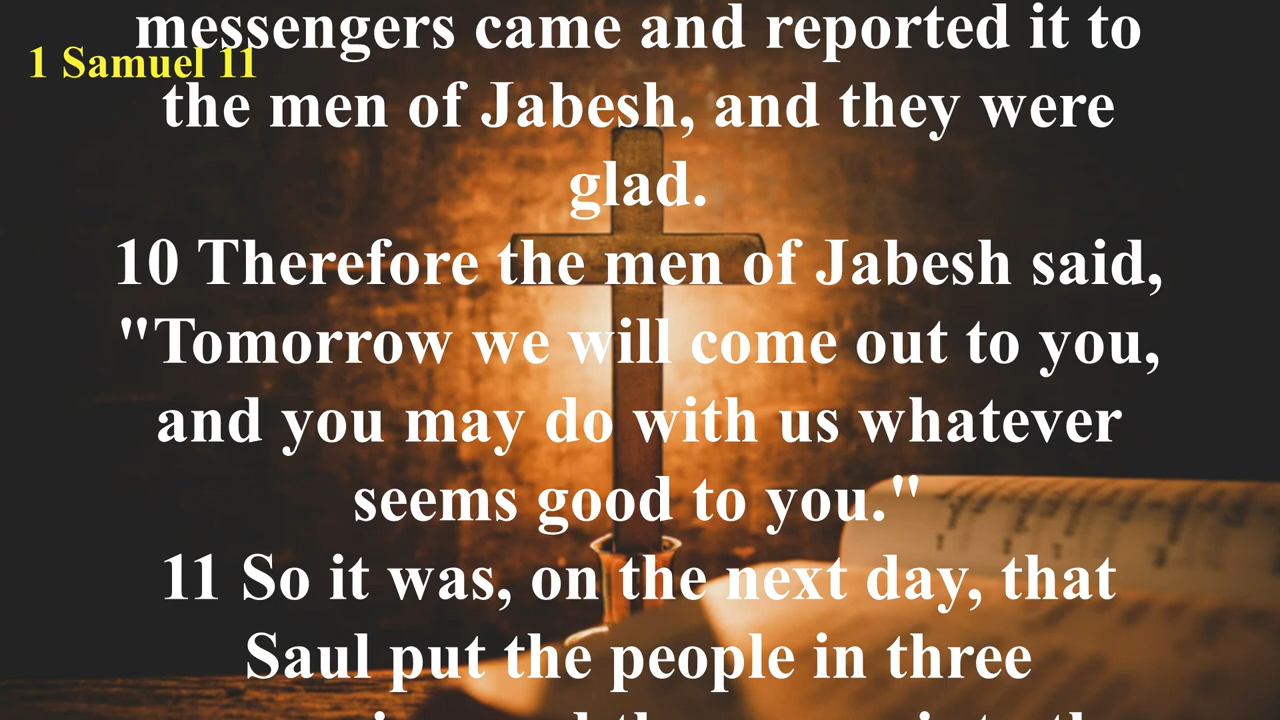 messengers came and reported it to
1 Samuel 11
the men of Jabesh, and they were
glad.
10 Therefore the men of Jabesh said,
"Tomorrow we will come out to you,
and you may do with us whatever
seems good to you."
11 So it was, on the next day, that
Saul put the people in three